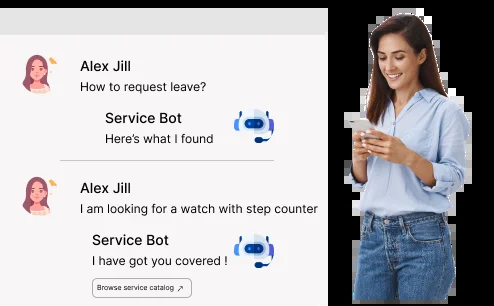 Alex Jill
How to request leave?
Service Bot
Here's what I found
Alex Jill
I am looking for a watch with step counter
Service Bot
I have got you covered !
Browse service catalog ↗